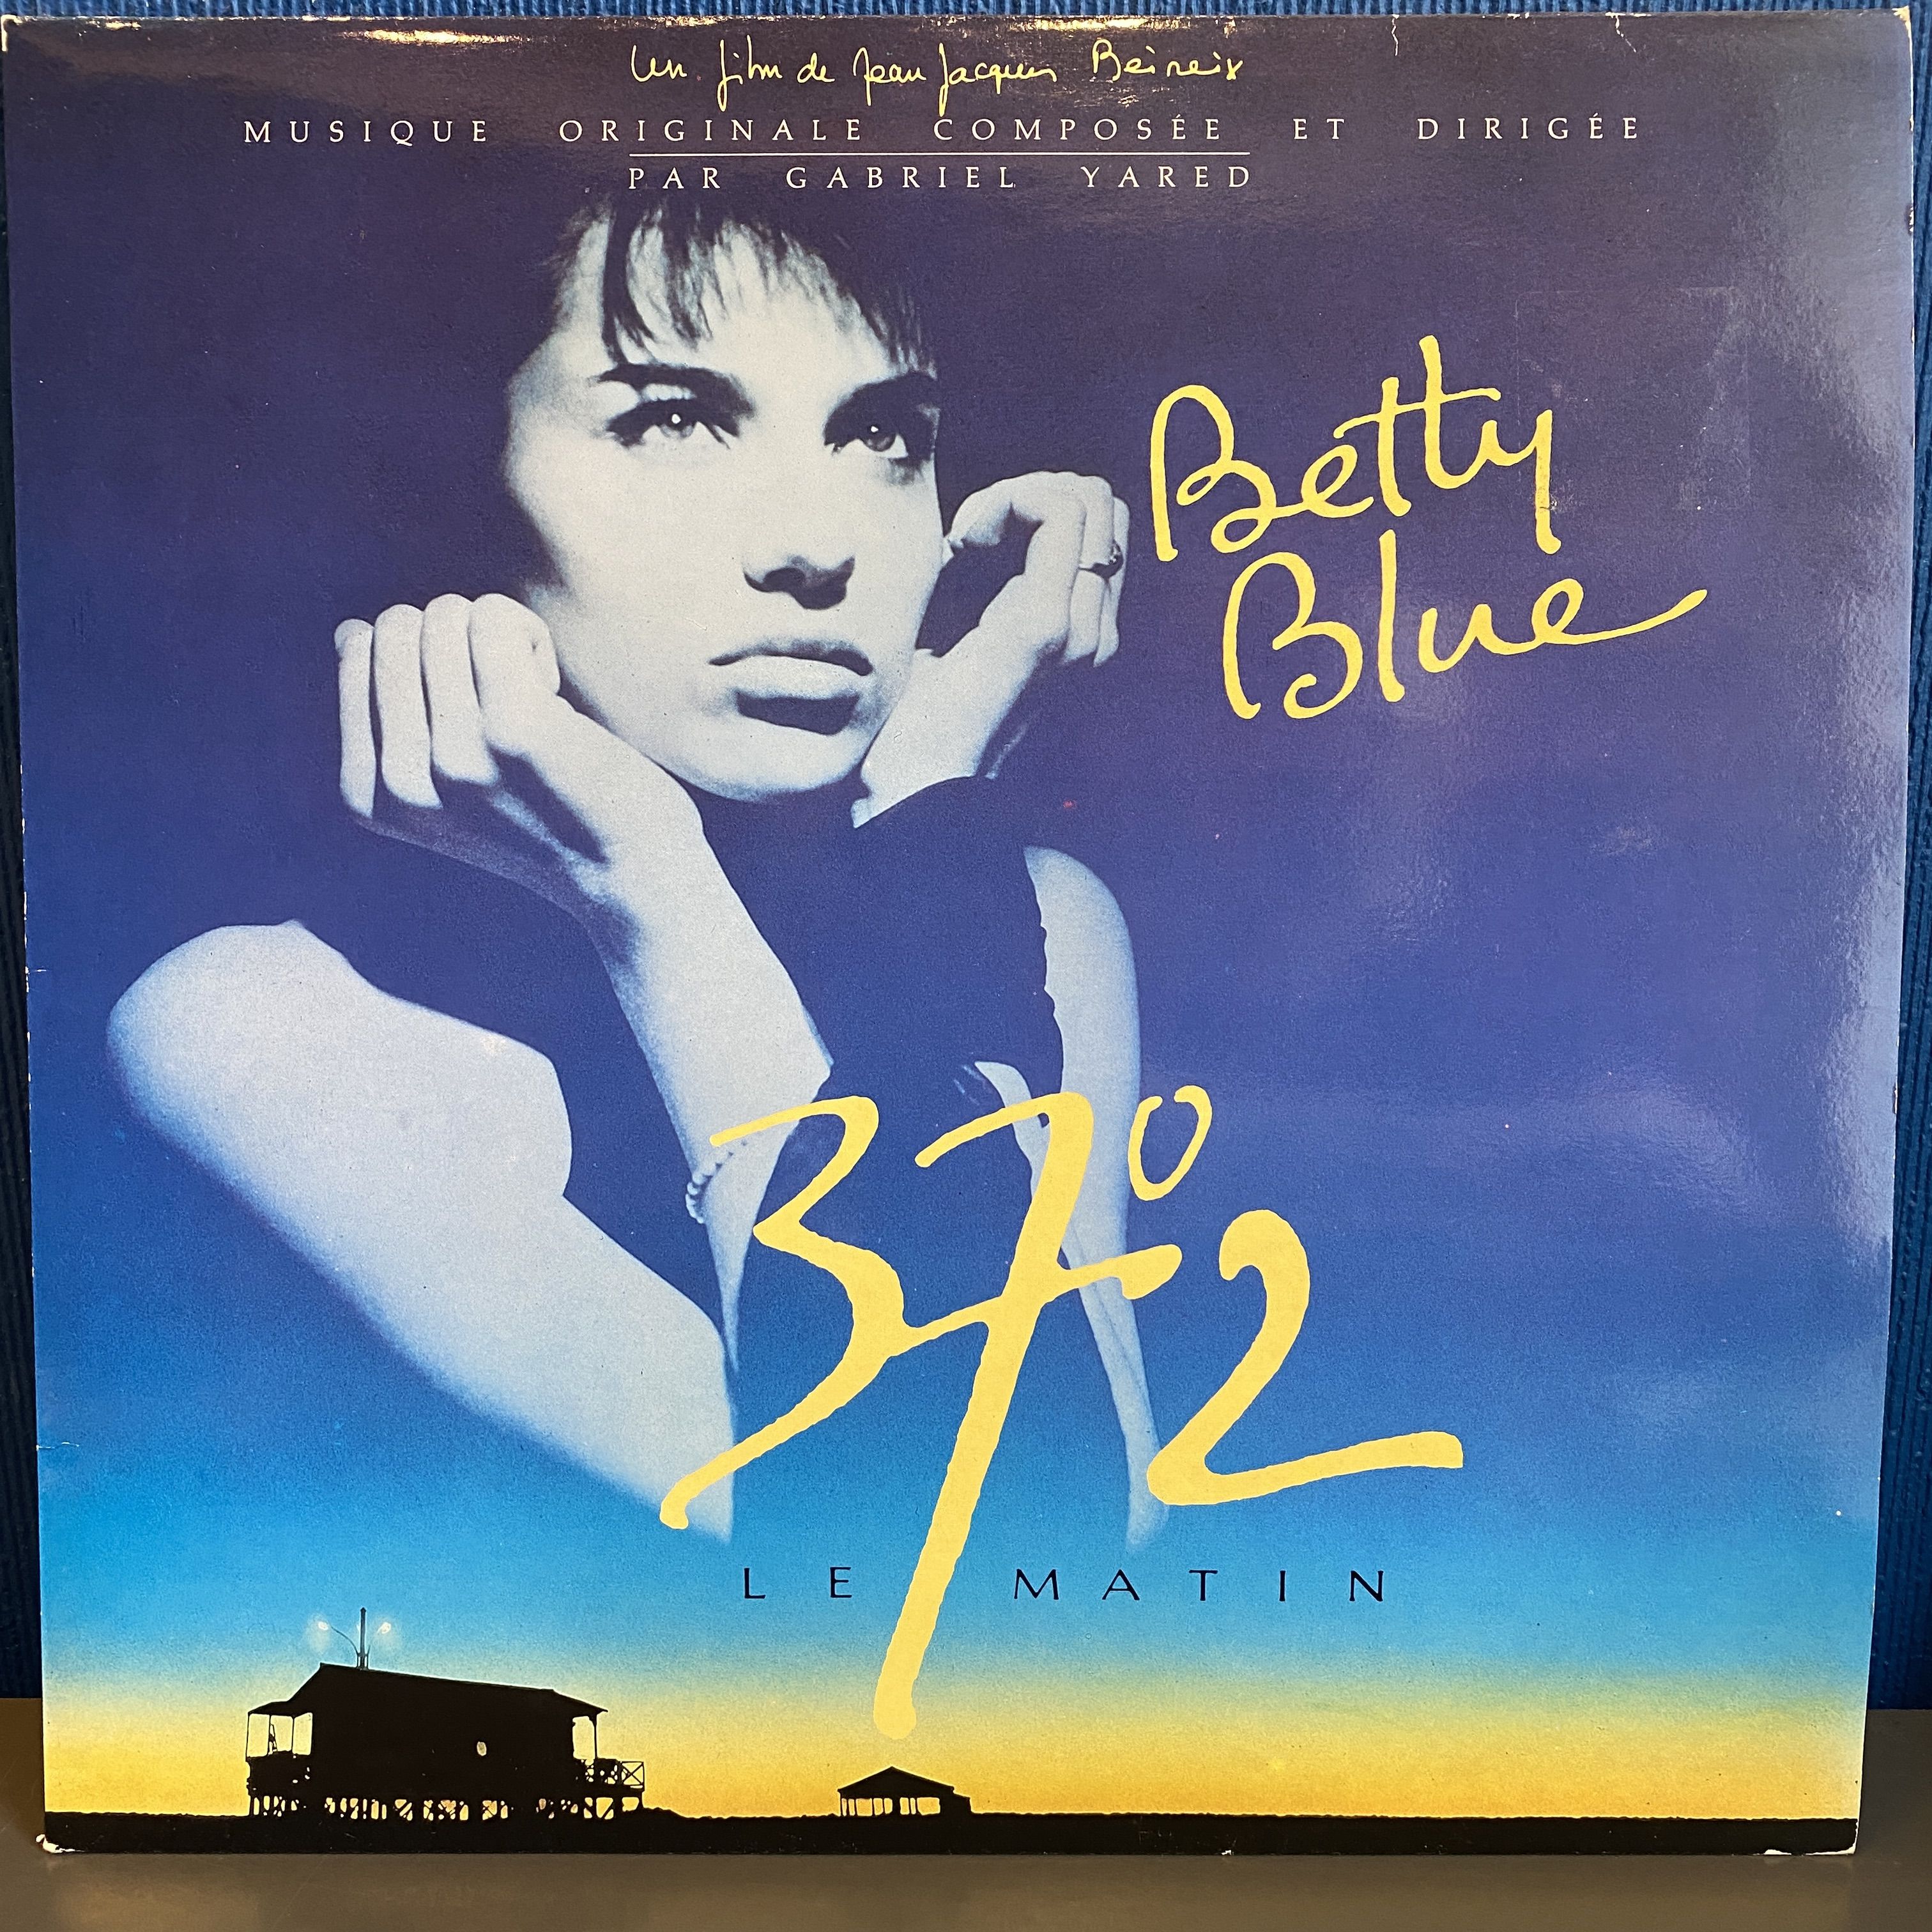 Un film de Jean Jacques Beineix
MUSIQUE ORIGINALE COMPOSÉE ET DIRIGÉE
PAR GABRIEL YARED
Betty
Blue
37°2
LE MATIN